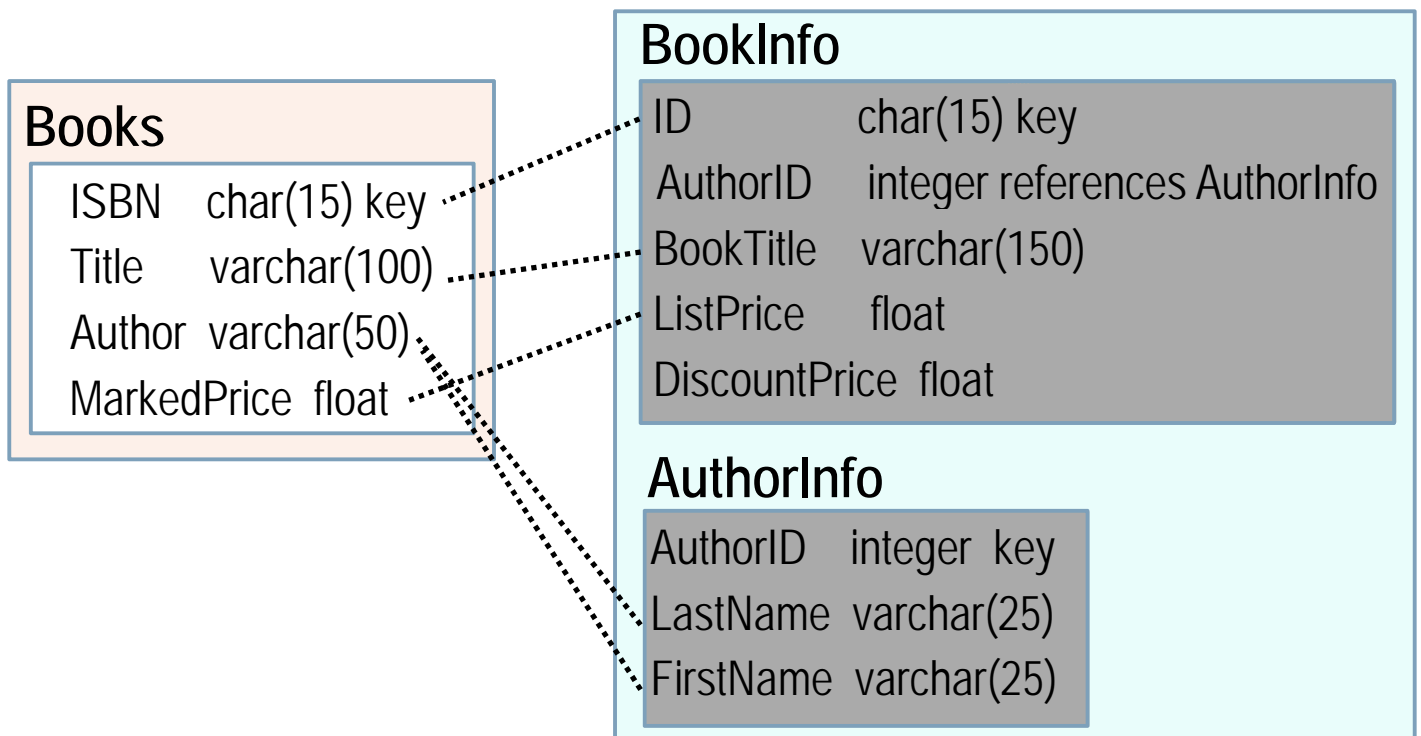 Books
ISBN char(15) key
Title varchar(100)
Author varchar(50)
MarkedPrice float
BookInfo
ID char(15) key
AuthorID integer references AuthorInfo
BookTitle varchar(150)
ListPrice float
DiscountPrice float
AuthorInfo
AuthorID integer key
LastName varchar(25)
FirstName varchar(25)